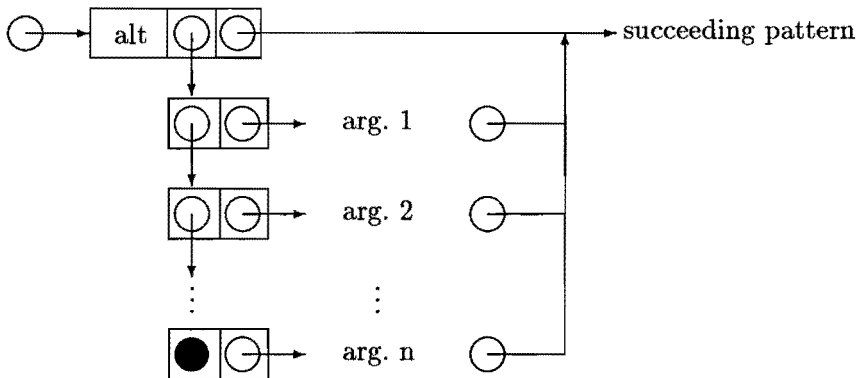 alt succeeding pattern
arg. 1
arg. 2
arg. n